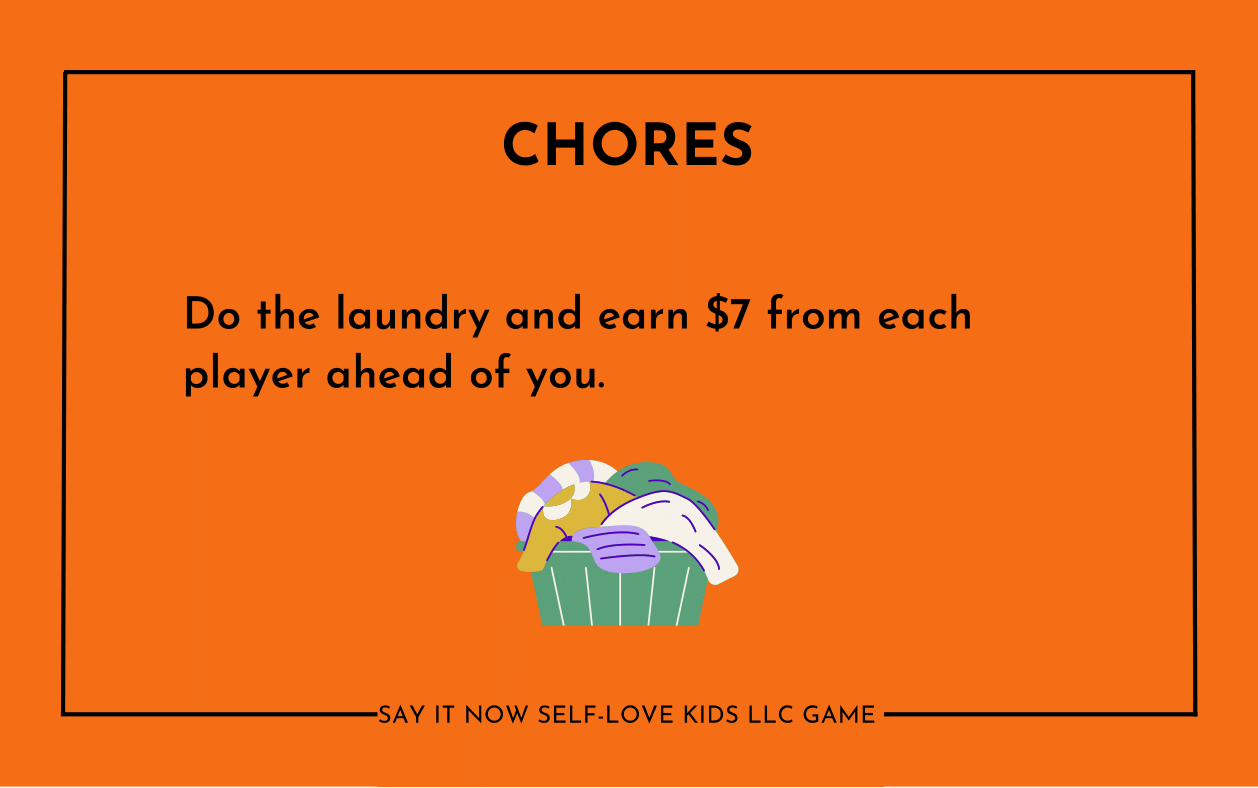 CHORES
Do the laundry and earn $7 from each
player ahead of you.
SAY IT NOW SELF-LOVE KIDS LLC GAME